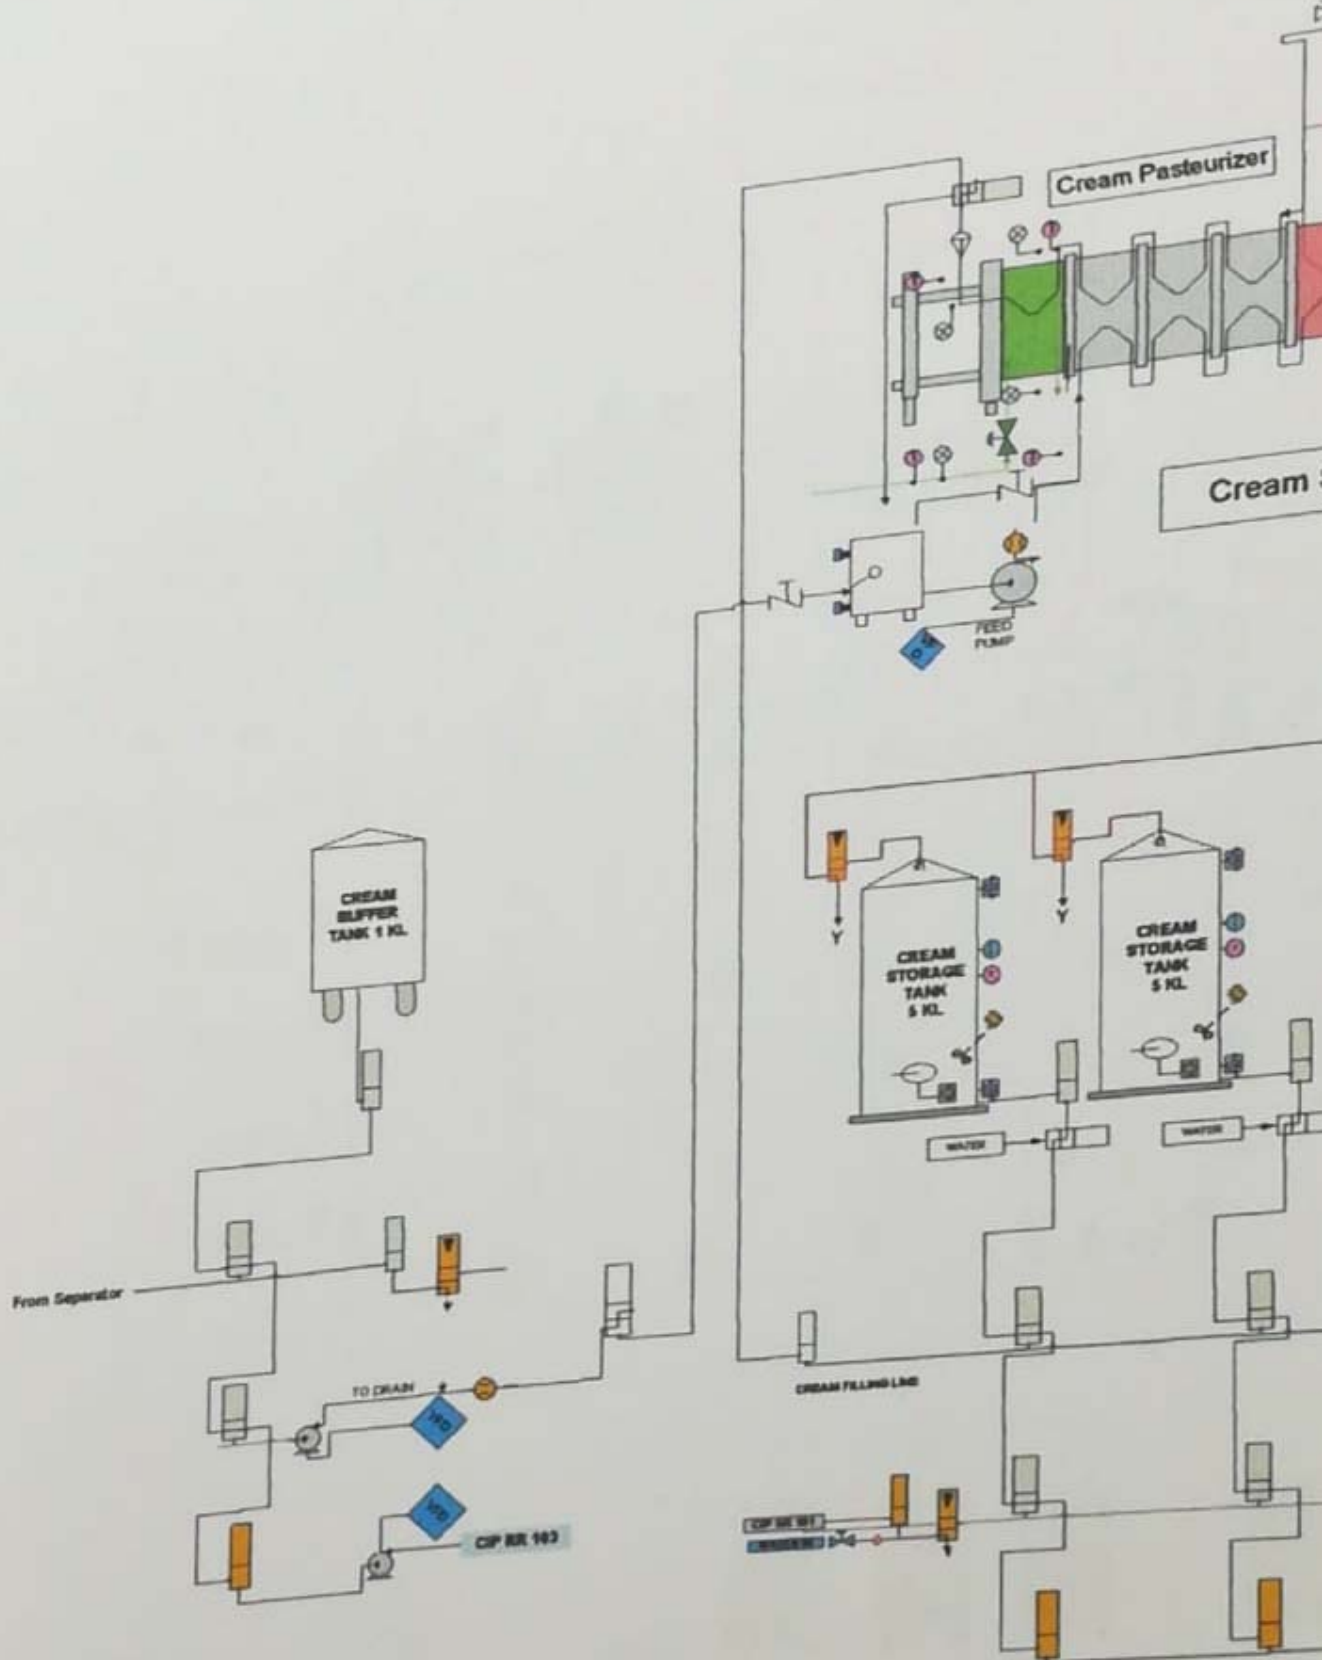 Cream Pasteurizer
Cream
FEED
PUMP
CREAM
BUFFER
TANK 1 KL
CREAM
STORAGE
TANK
5 KL
Y
CREAM
STORAGE
TANK
5 KL
Y
WATER
WATER
From Separator
TO DRAIN
VFD
CREAM FILLING LINE
VFD
CIP RR 103